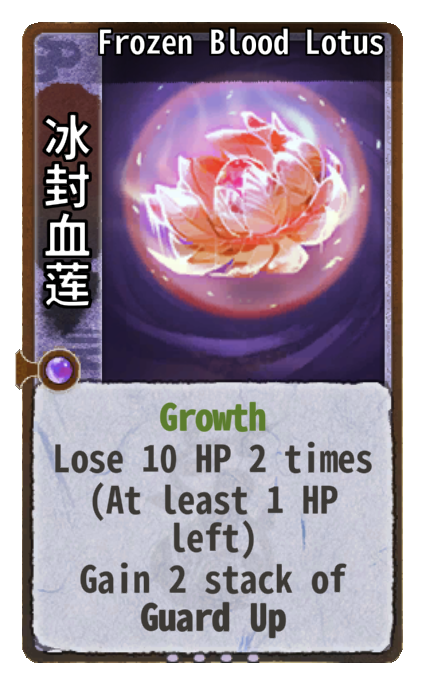 Frozen Blood Lotus
冰封血莲
Growth
Lose 10 HP 2 times
(At least 1 HP
left)
Gain 2 stack of
Guard Up